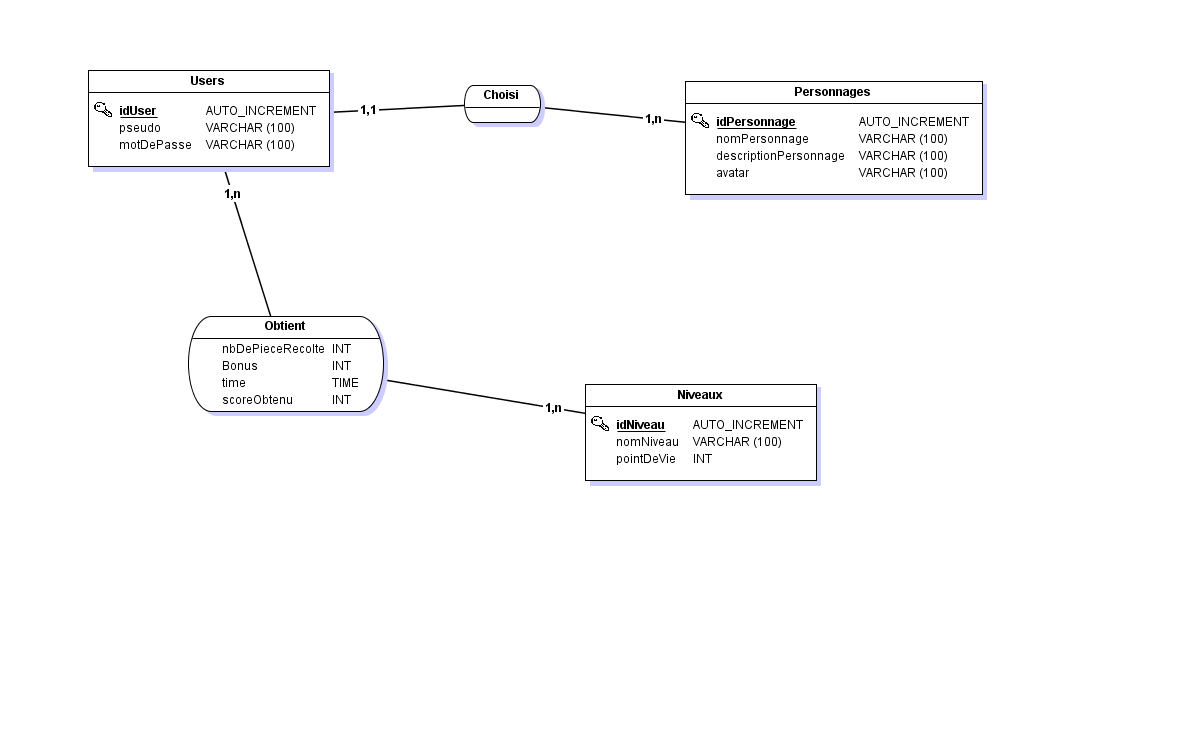 Users
idUser AUTO_INCREMENT
pseudo VARCHAR (100)
motDePasse VARCHAR (100)
1,1
Choisi
1,n
Personnages
idPersonnage AUTO_INCREMENT
nomPersonnage VARCHAR (100)
descriptionPersonnage VARCHAR (100)
avatar VARCHAR (100)
1,n
Obtient
nbDePieceRecolte INT
Bonus INT
time TIME
scoreObtenu INT
1,n
Niveaux
idNiveau AUTO_INCREMENT
nomNiveau VARCHAR (100)
pointDeVie INT